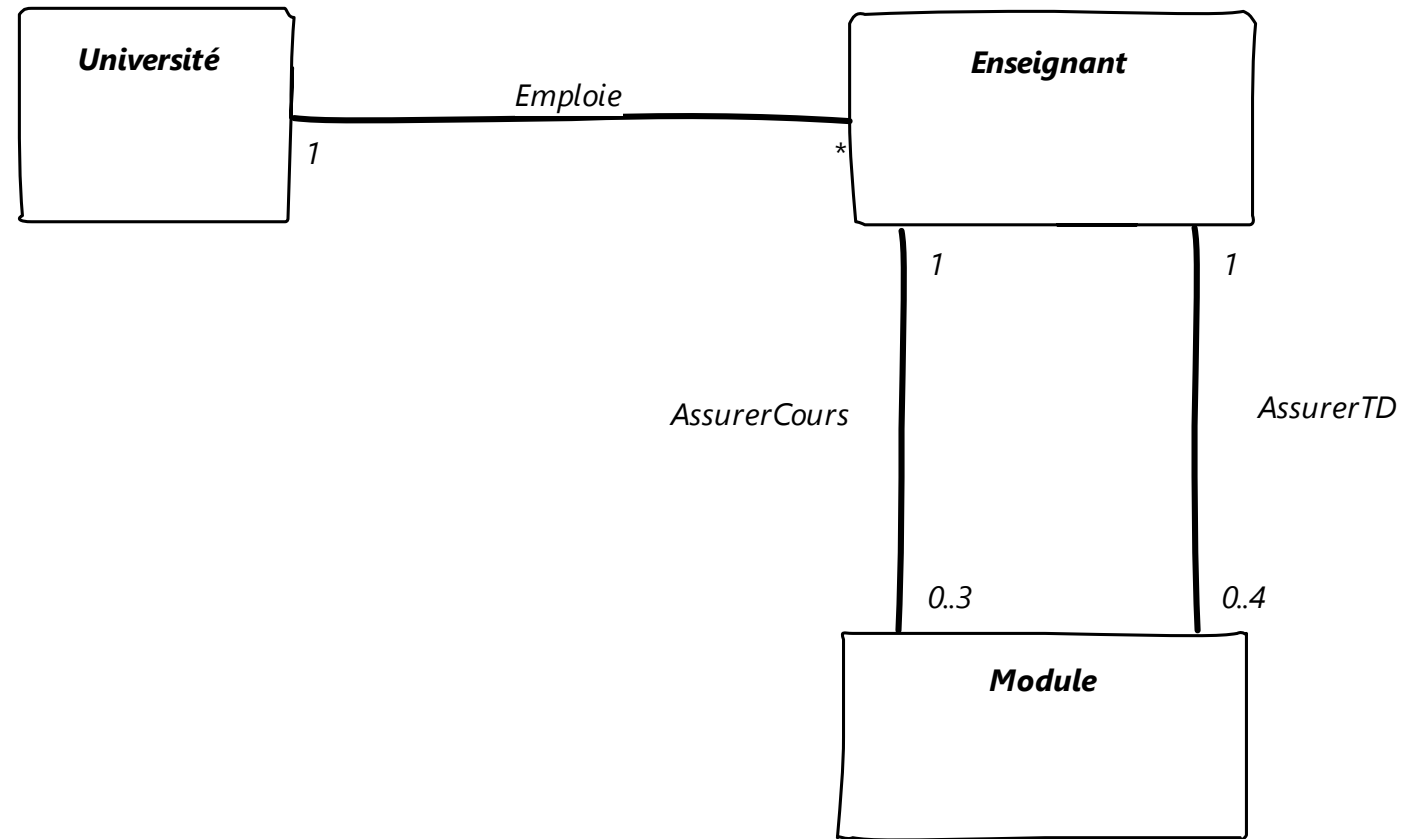 Université
Enseignant
Emploie
1
*
1
1
AssurerCours
AssurerTD
0..3
0..4
Module